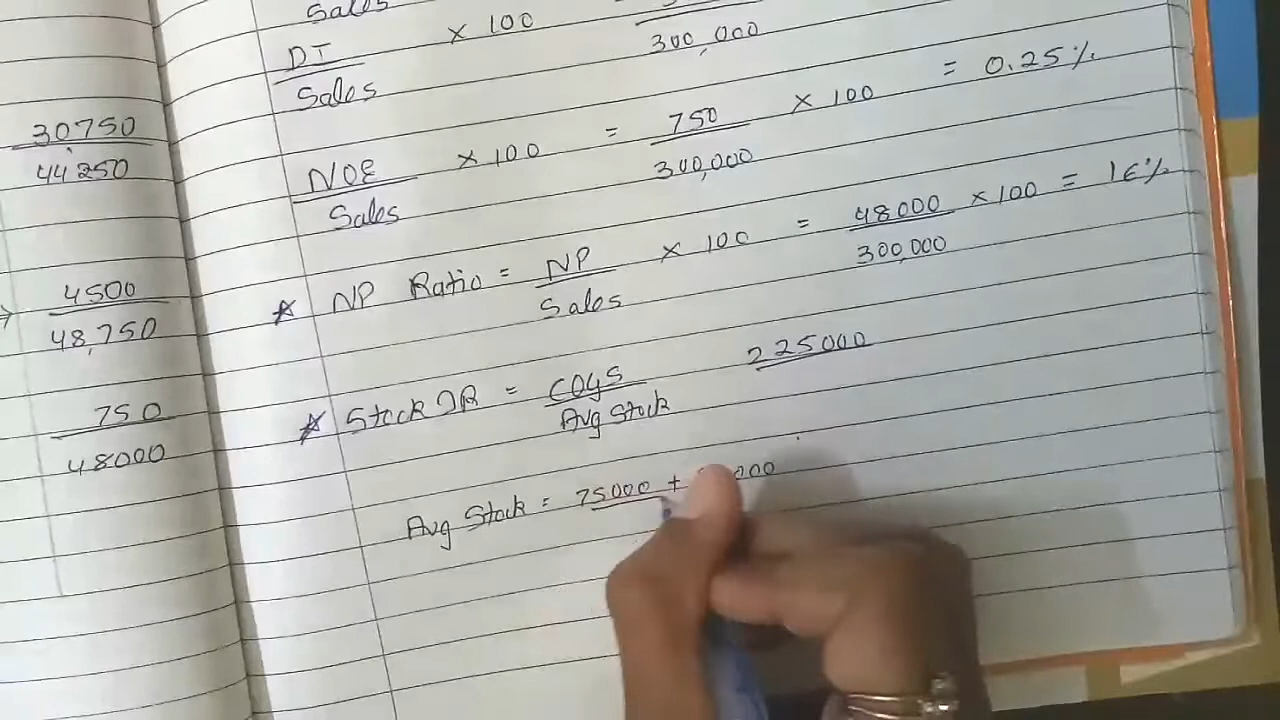 Sales
DI
Sales
× 100
300,000
30750
44250
NOE
Sales
× 100 = 750
300,000
× 100 = 0.25%
4500
48,750
* NP Ratio = NP
Sales
× 100 = 48000
300,000
× 100 = 16%
750
48000
* Stock TR = COGS
Avg Stock
225000
Avg Stock = 75000 + 000